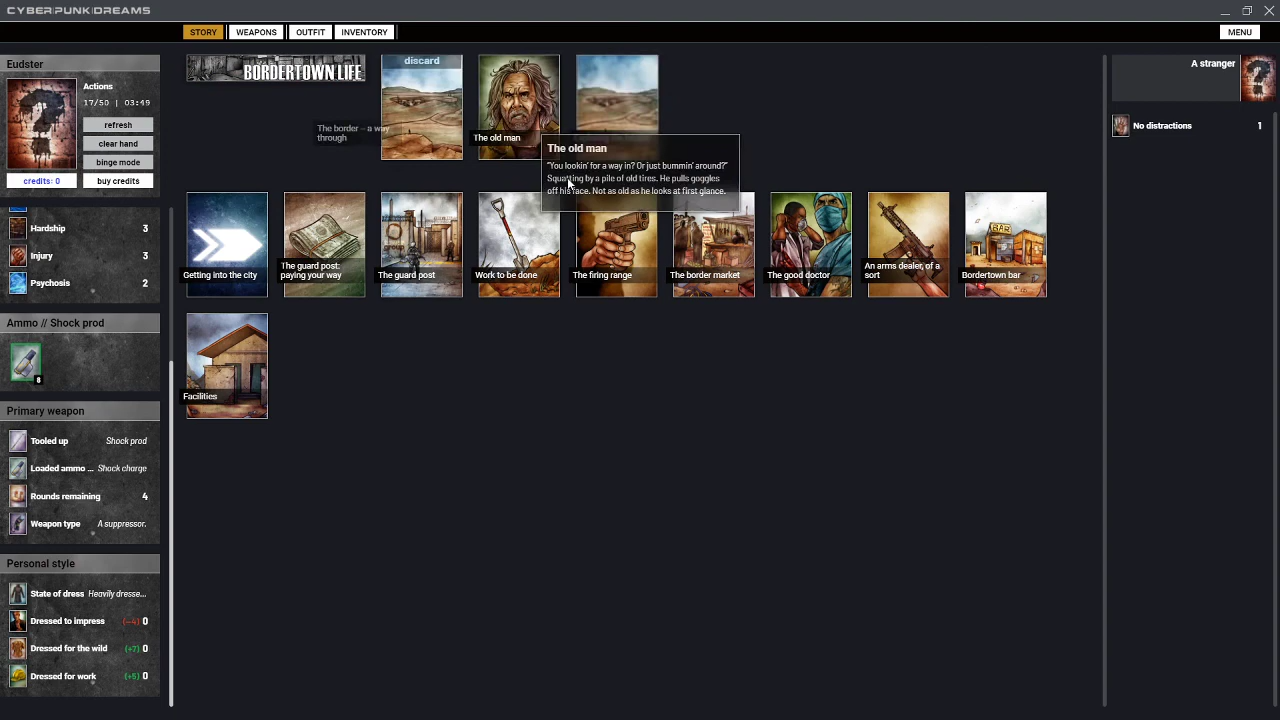 CYBER|PUNK|DREAMS
STORY
WEAPONS
OUTFIT
INVENTORY
MENU
Eudster
Actions
17/50 | 03:49
refresh
clear hand
binge mode
credits: 0
buy credits
Hardship 3
Injury 3
Psychosis 2
Ammo // Shock prod
8
Primary weapon
Tooled up Shock prod
Loaded ammo ... Shock charge
Rounds remaining 4
Weapon type A suppressor.
Personal style
State of dress Heavily dresse...
Dressed to impress (−4) 0
Dressed for the wild (+7) 0
Dressed for work (+5) 0
BORDERTOWN LIFE
discard
The border – a way
through
The old man
The old man
"You lookin' for a way in? Or just bummin' around?"
Squatting by a pile of old tires. He pulls goggles
off his face. Not as old as he looks at first glance.
Getting into the city
The guard post:
paying your way
group
The guard post
Work to be done
The firing range
The border market
The good doctor
An arms dealer, of a
sort
BAR
Bordertown bar
Facilities
A stranger
No distractions 1